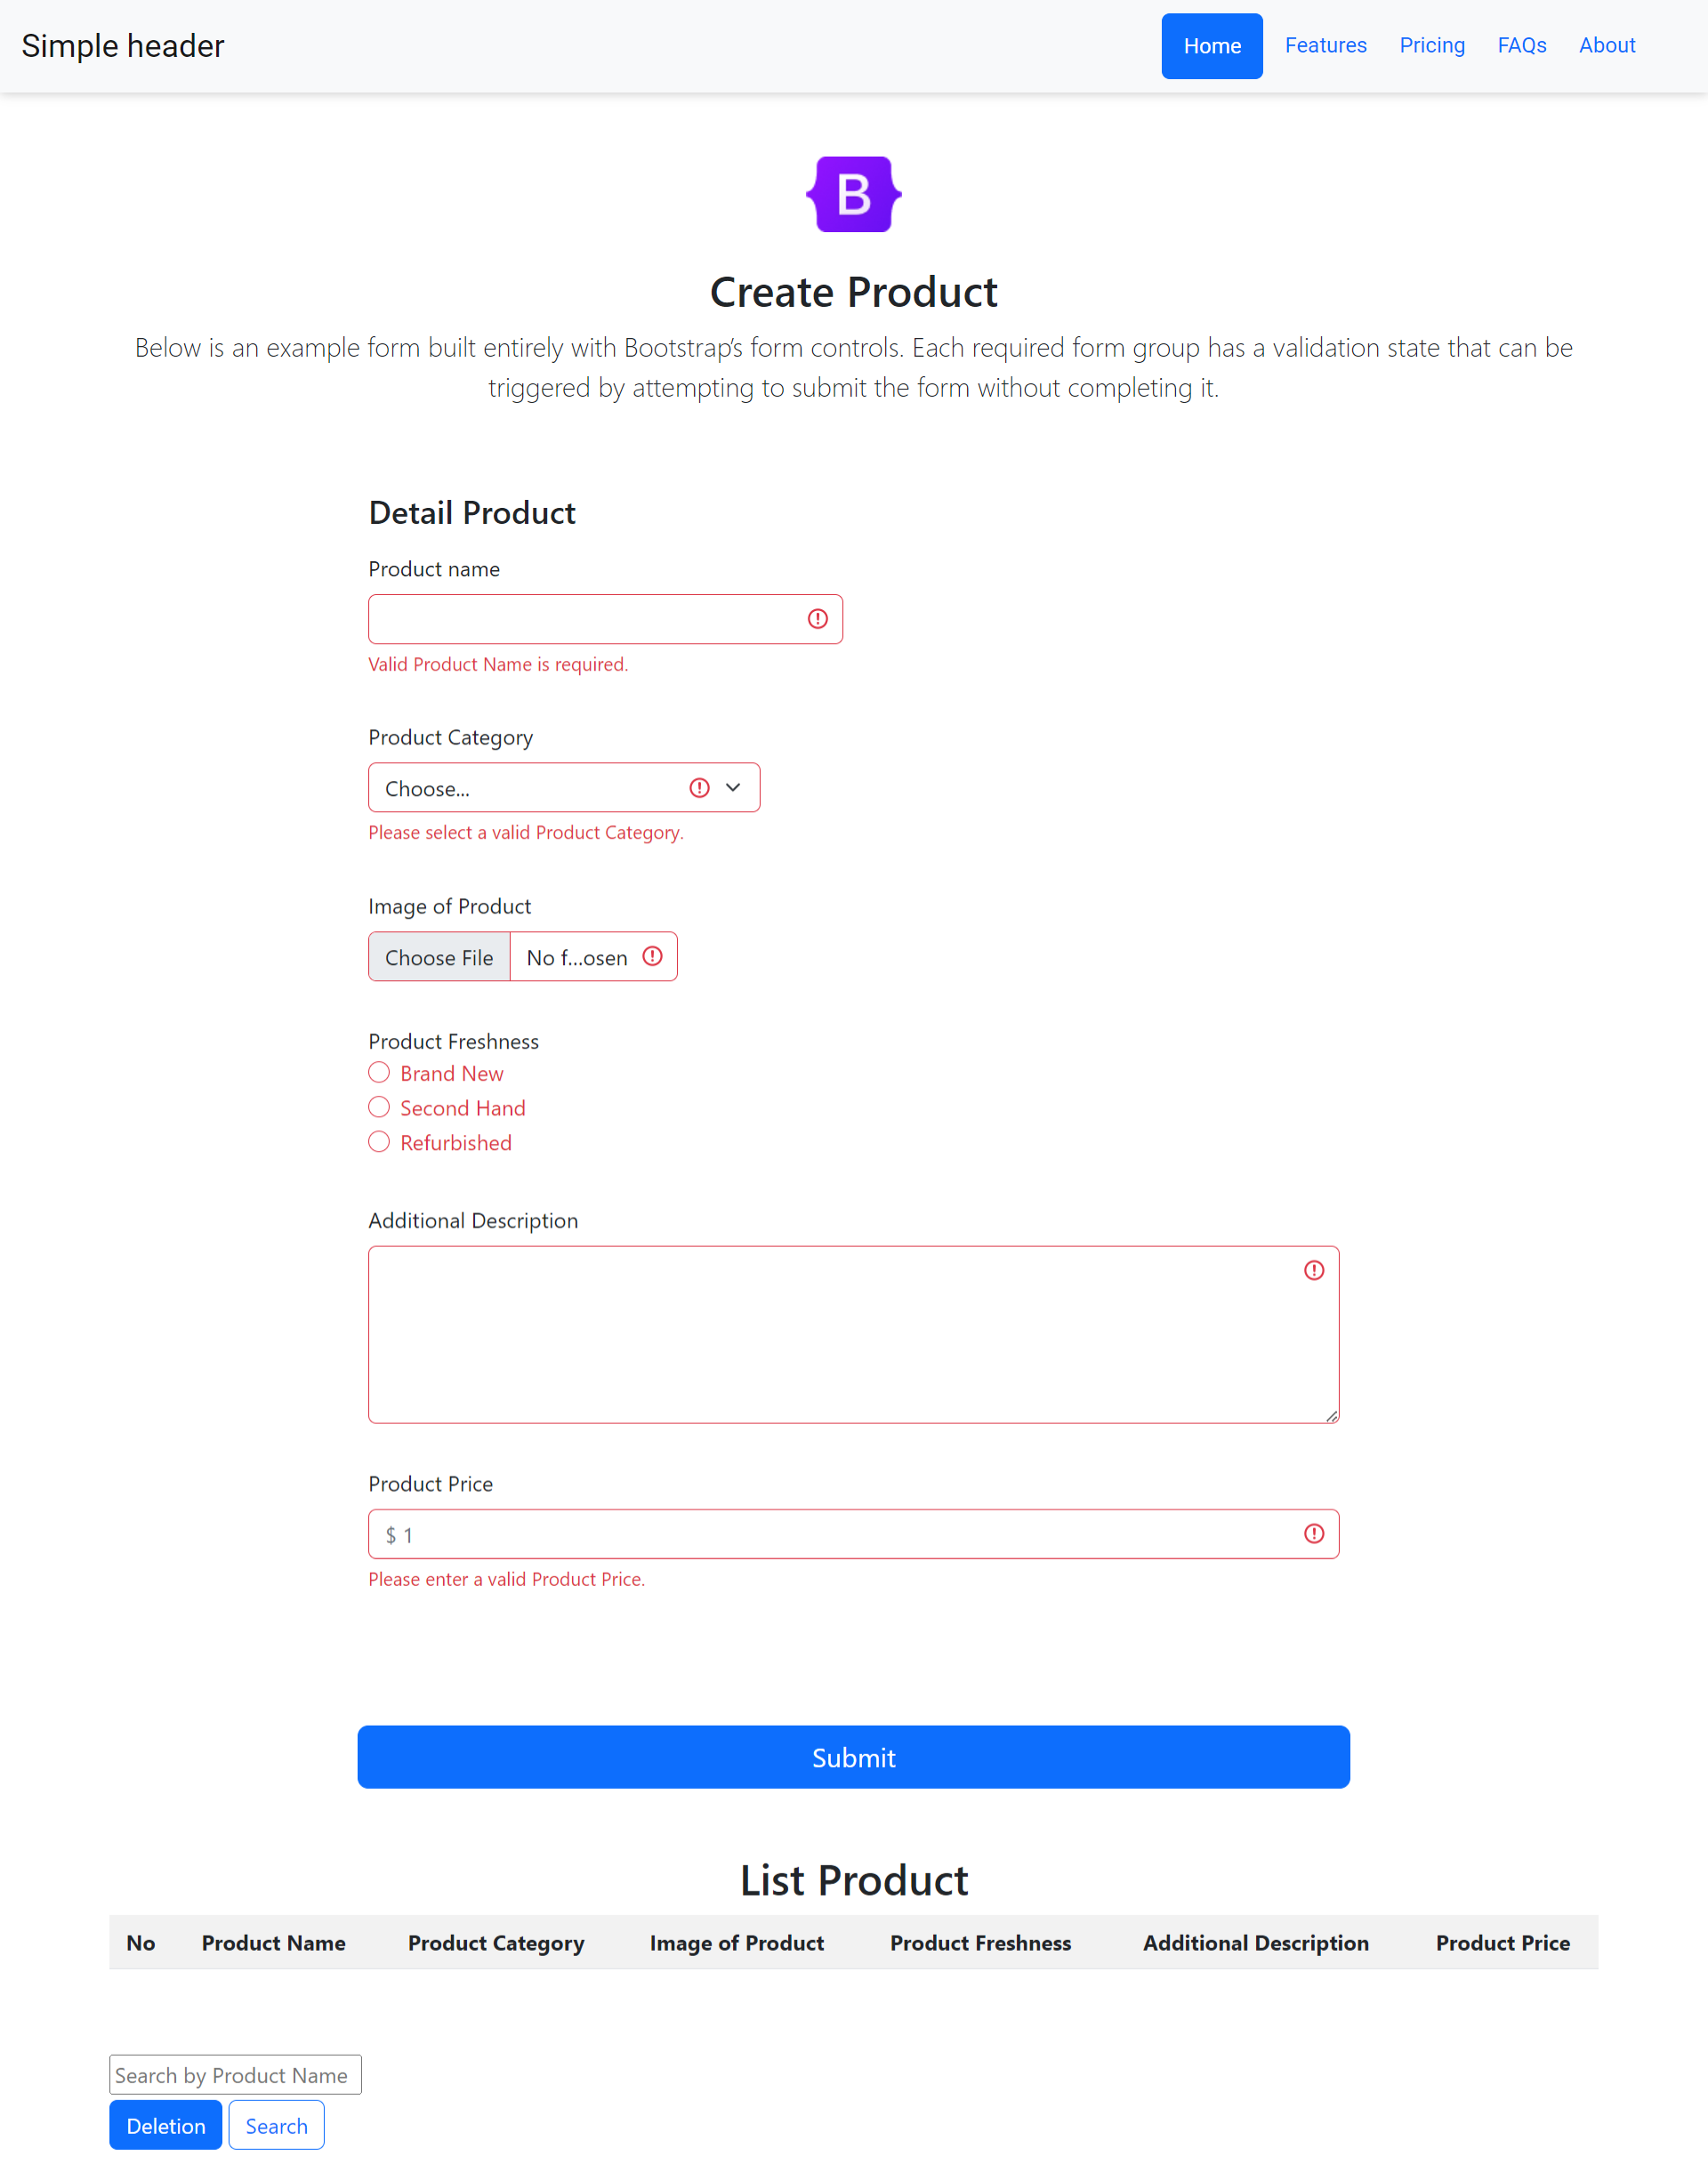 Simple header
Home Features Pricing FAQs About
B
Create Product
Below is an example form built entirely with Bootstrap’s form controls. Each required form group has a validation state that can be
triggered by attempting to submit the form without completing it.
Detail Product
Product name
Valid Product Name is required.
Product Category
Choose...
Please select a valid Product Category.
Image of Product
Choose File No f...osen
Product Freshness
Brand New
Second Hand
Refurbished
Additional Description
Product Price
$ 1
Please enter a valid Product Price.
Submit
List Product
No Product Name Product Category Image of Product Product Freshness Additional Description Product Price
Search by Product Name
Deletion Search